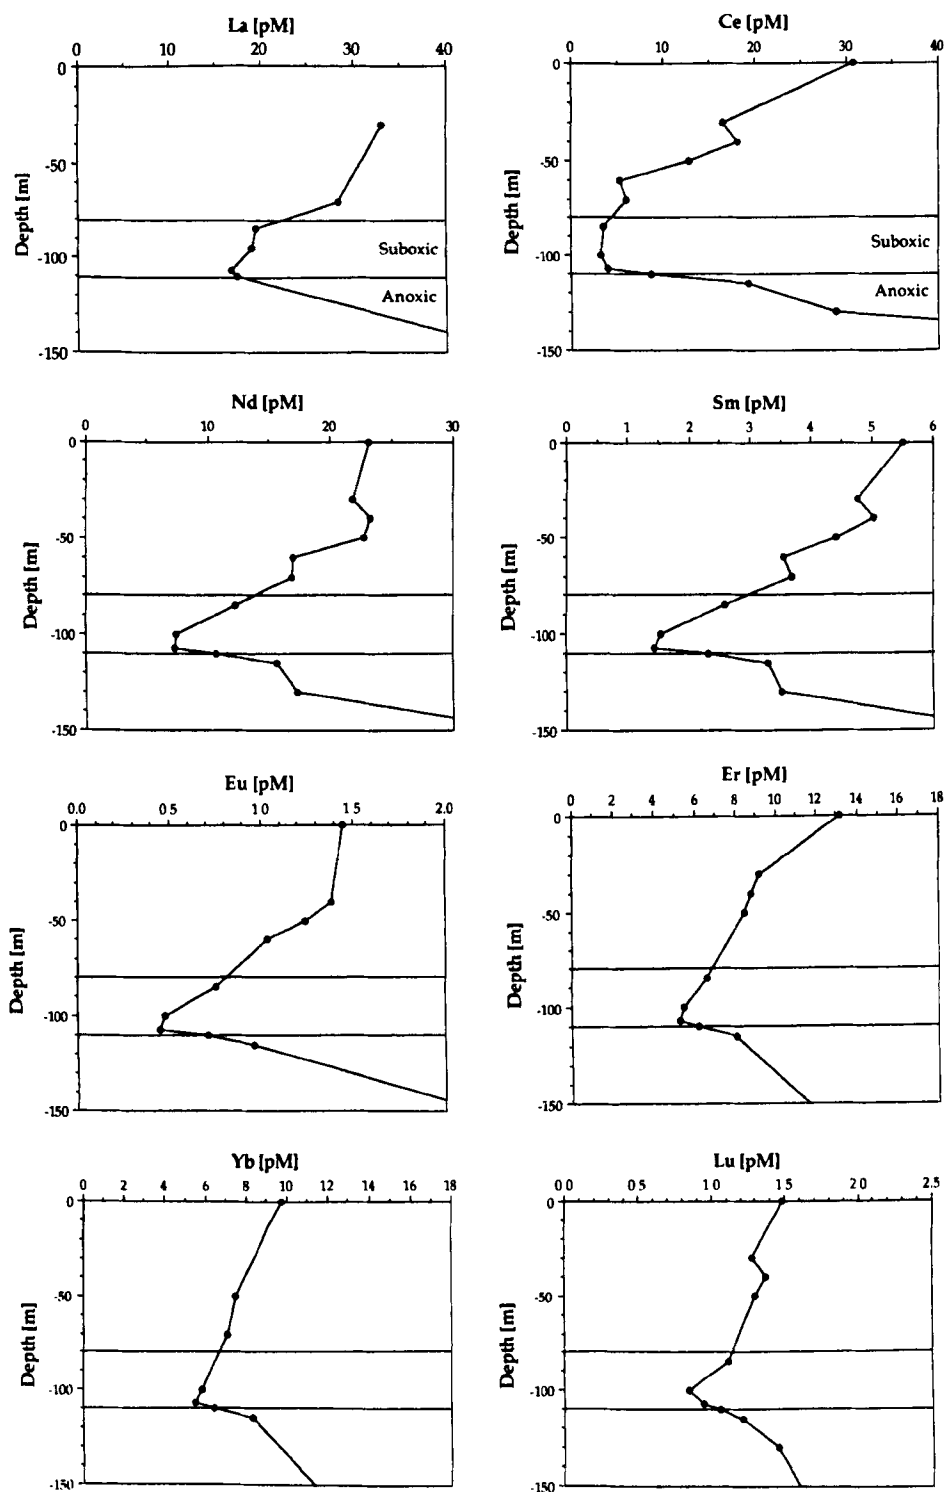 La [pM]
0 10 20 30 40
0
-50
-100
-150
Depth [m]
Suboxic
Anoxic
Ce [pM]
0 10 20 30 40
0
-50
-100
-150
Depth [m]
Suboxic
Anoxic
Nd [pM]
0 10 20 30
0
-50
-100
-150
Depth [m]
Sm [pM]
0 1 2 3 4 5 6
0
-50
-100
-150
Depth [m]
Eu [pM]
0.0 0 5 1.0 1 5 2.0
0
-50
-100
-150
Depth [m]
Er [pM]
0 2 4 6 8 10 12 14 16 18
0
-50
-100
-150
Depth [m]
Yb [pM]
0 2 4 6 8 10 12 14 16 18
0
-50
-100
-150
Depth [m]
Lu [pM]
0 0 0 5 1 0 1 5 2 0 2.5
0
-50
-100
-150
Depth [m]